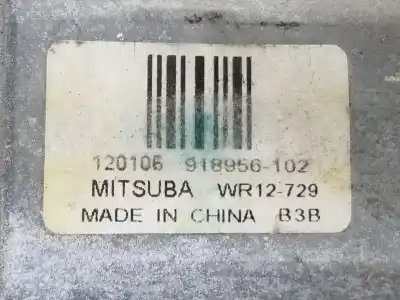 120106 918956-102
MITSUBA WR12-729
MADE IN CHINA B3B